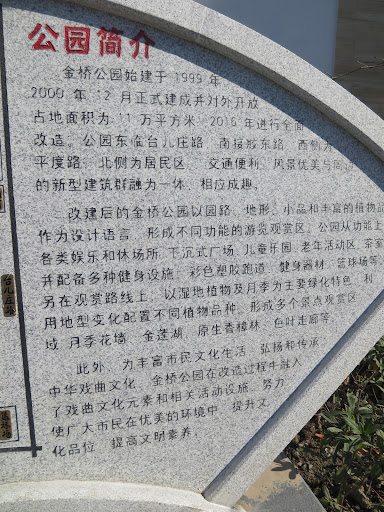 公园简介
金桥公园始建于1999年
2000年12月正式建成并对外开放
占地面积为11万平方米。2016年进行全面
改造。公园东临台儿庄路、南接胶东路、西侧为
平度路、北侧为居民区。交通便利、风景优美与周边
的新型建筑群融为一体，相应成趣。
改建后的金桥公园以园路、地形、小品和丰富的植物品
作为设计语言，形成不同功能的游览观赏区。公园从功能上
各类娱乐和休场所，下沉式广场、儿童乐园、老年活动区、茶室
并配备多种健身设施、彩色塑胶跑道、健身器材、篮球场等
另在观赏路线上，以湿地植物及月季为主要绿化特色，利
用地型变化配置不同植物品种，形成多个景点观赏区
域，月季花墙、金莲湖、原生香樟林、色叶走廊等。
此外，为丰富市民文化生活，弘扬和传承
中华戏曲文化，金桥公园在改造过程中融入
了戏曲文化元素和相关活动设施，努力
使广大市民在优美的环境中，提升文
化品位，提高文明素养。
台儿庄路